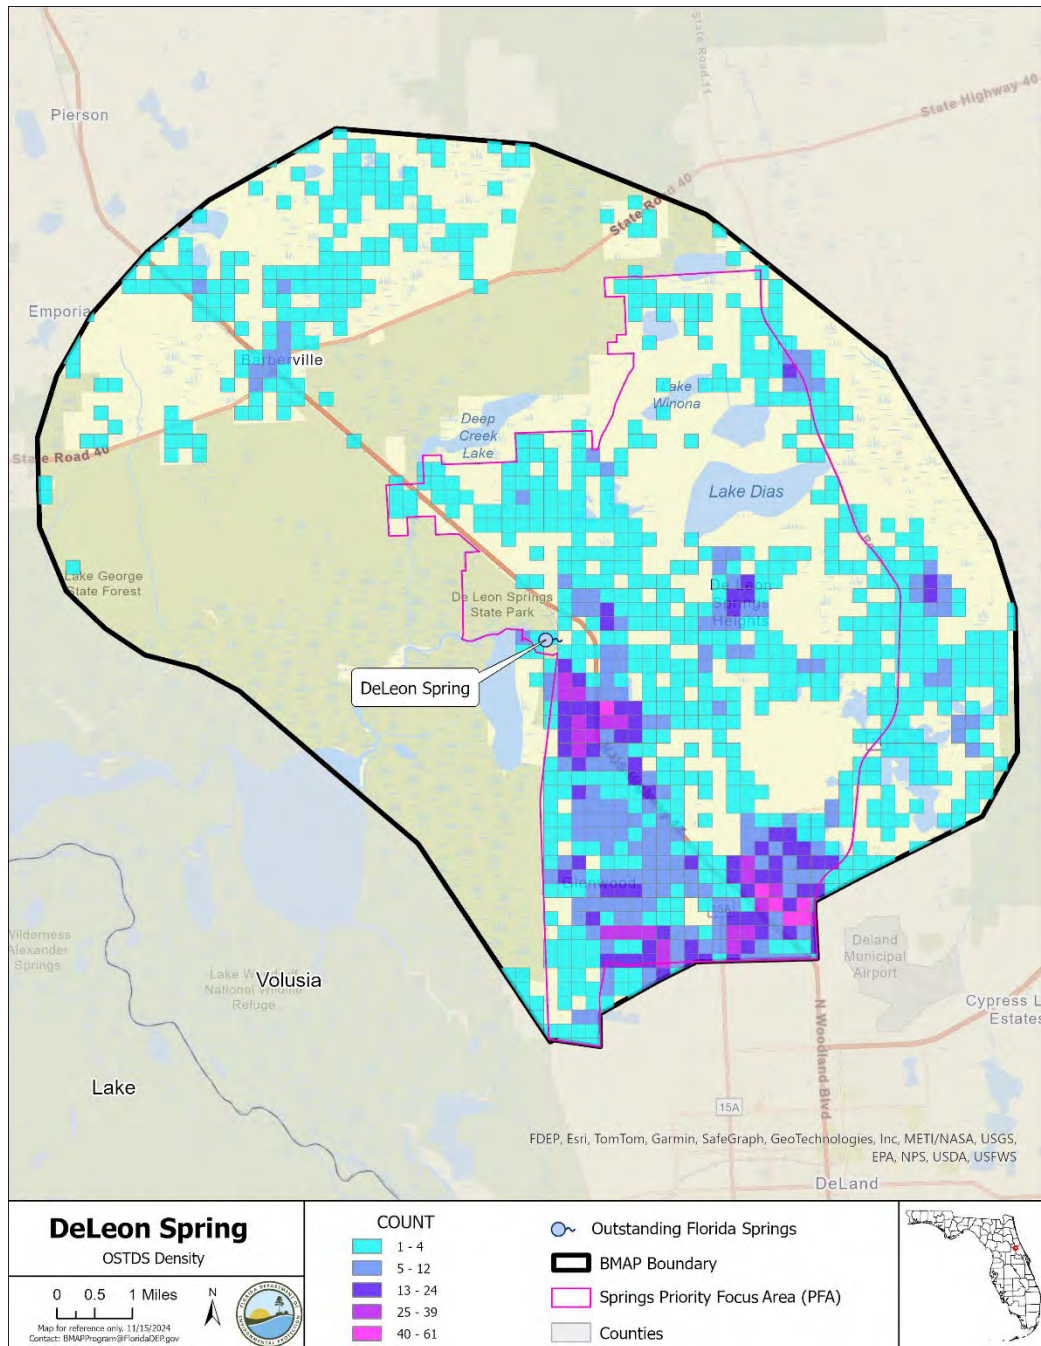 Pierson
State Road 11
State Highway 40
State Road 40
Emporia
Barberville
Lake
Winona
Deep
Creek
Lake
State Road 40
Lake Dias
Lake George
State Forest
De Leon Springs
State Park
De Leon
Springs
Heights
DeLeon Spring
Glenwood
15A
Deland
Municipal
Airport
Wilderness
Alexander
Springs
Volusia
Lake Woodruff
National Wildlife
Refuge
Cypress L
Estates
N Woodland Blvd
Lake
15A
FDEP, Esri, TomTom, Garmin, SafeGraph, GeoTechnologies, Inc, METI/NASA, USGS,
EPA, NPS, USDA, USFWS
DeLand
DeLeon Spring
OSTDS Density
0 0.5 1 Miles
N
Map for reference only. 11/15/2024
Contact: BMAPProgram@FloridaDEP.gov
FLORIDA DEPARTMENT OF
ENVIRONMENTAL PROTECTION
COUNT
1 - 4
5 - 12
13 - 24
25 - 39
40 - 61
Outstanding Florida Springs
BMAP Boundary
Springs Priority Focus Area (PFA)
Counties